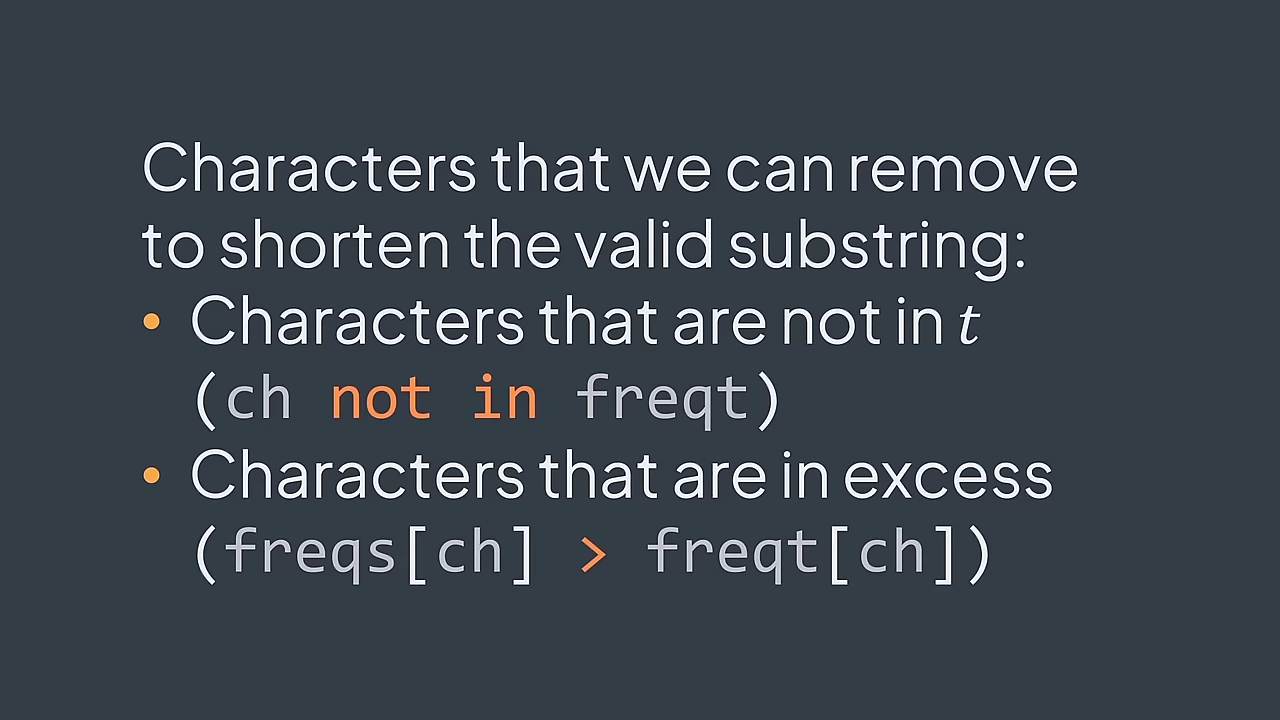 Characters that we can remove
to shorten the valid substring:
• Characters that are not in t
(ch not in freqt)
• Characters that are in excess
(freqs[ch] > freqt[ch])